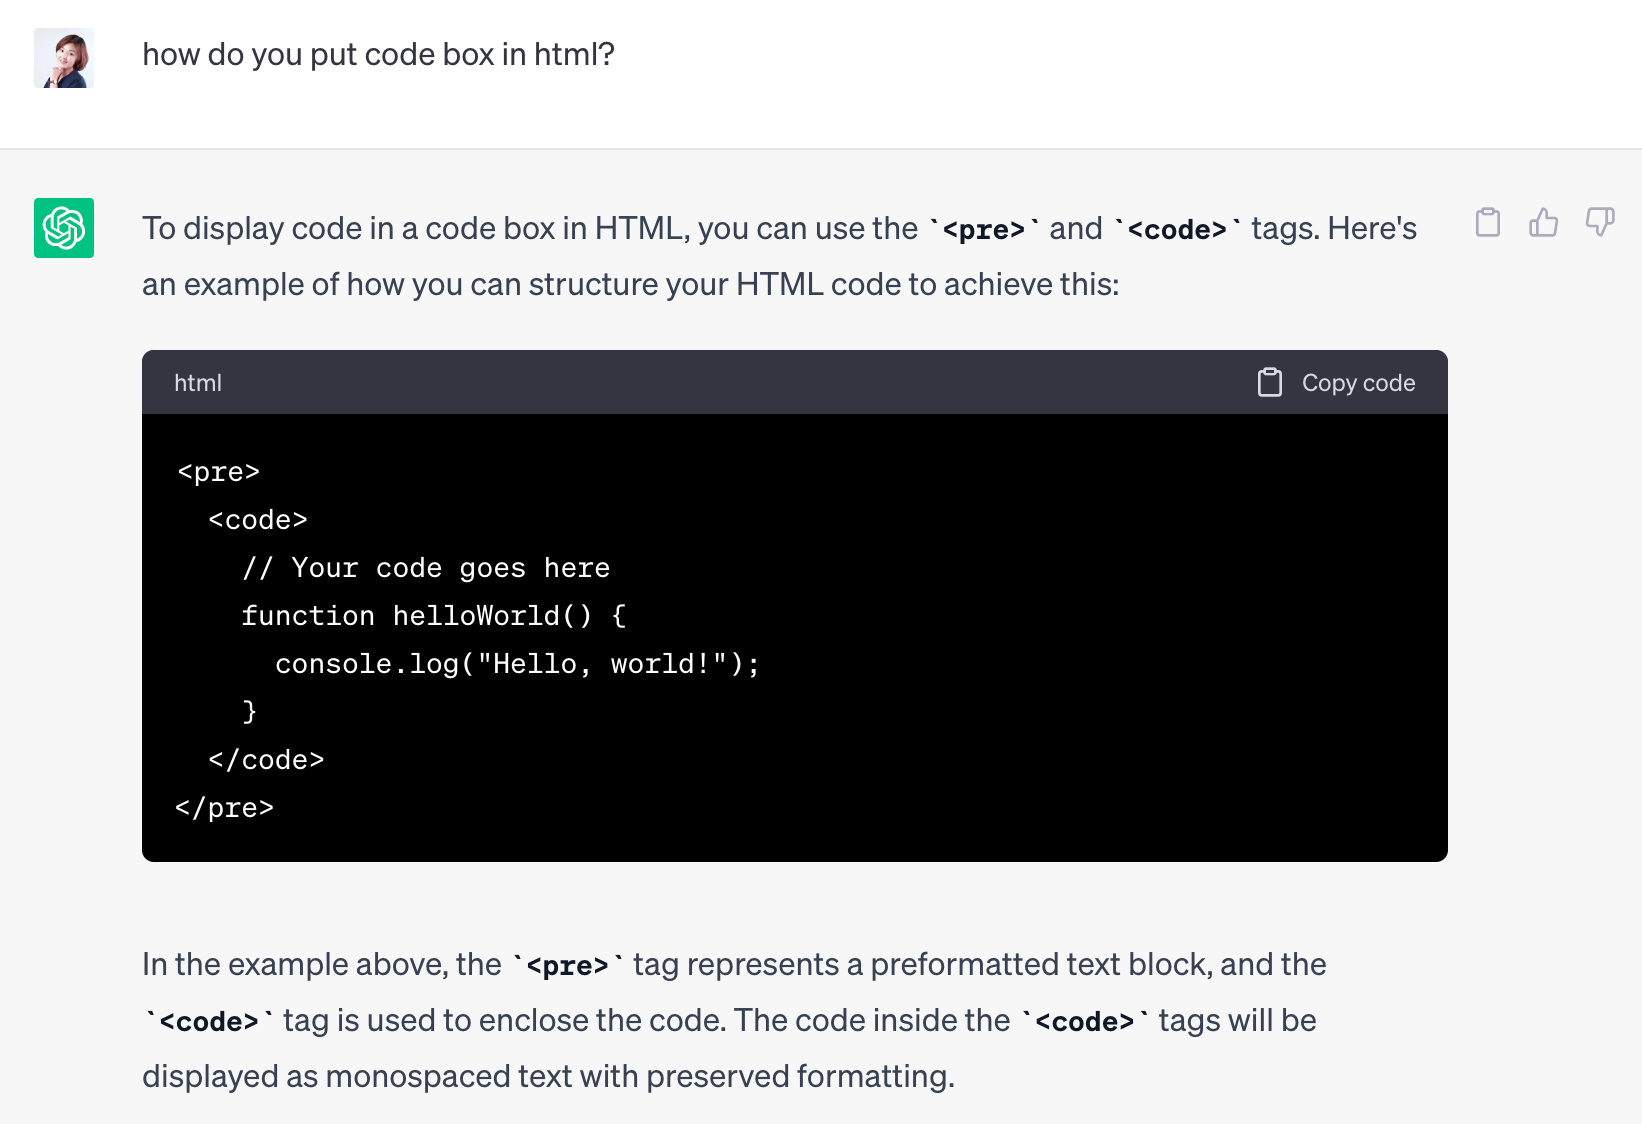 how do you put code box in html?
To display code in a code box in HTML, you can use the `<pre>` and `<code>` tags. Here's
an example of how you can structure your HTML code to achieve this:
html Copy code
<pre>
  <code>
    // Your code goes here
    function helloWorld() {
      console.log("Hello, world!");
    }
  </code>
</pre>
In the example above, the `<pre>` tag represents a preformatted text block, and the
`<code>` tag is used to enclose the code. The code inside the `<code>` tags will be
displayed as monospaced text with preserved formatting.